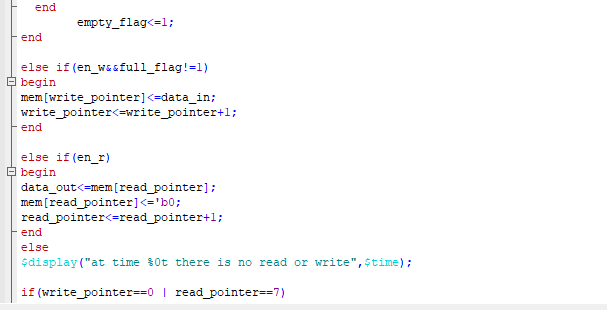 end
empty_flag<=1;
end
else if(en_w&&full_flag!=1)
begin
mem[write_pointer]<=data_in;
write_pointer<=write_pointer+1;
end
else if(en_r)
begin
data_out<=mem[read_pointer];
mem[read_pointer]<='b0;
read_pointer<=read_pointer+1;
end
else
$display("at time %0t there is no read or write",$time);
if(write_pointer==0 | read_pointer==7)